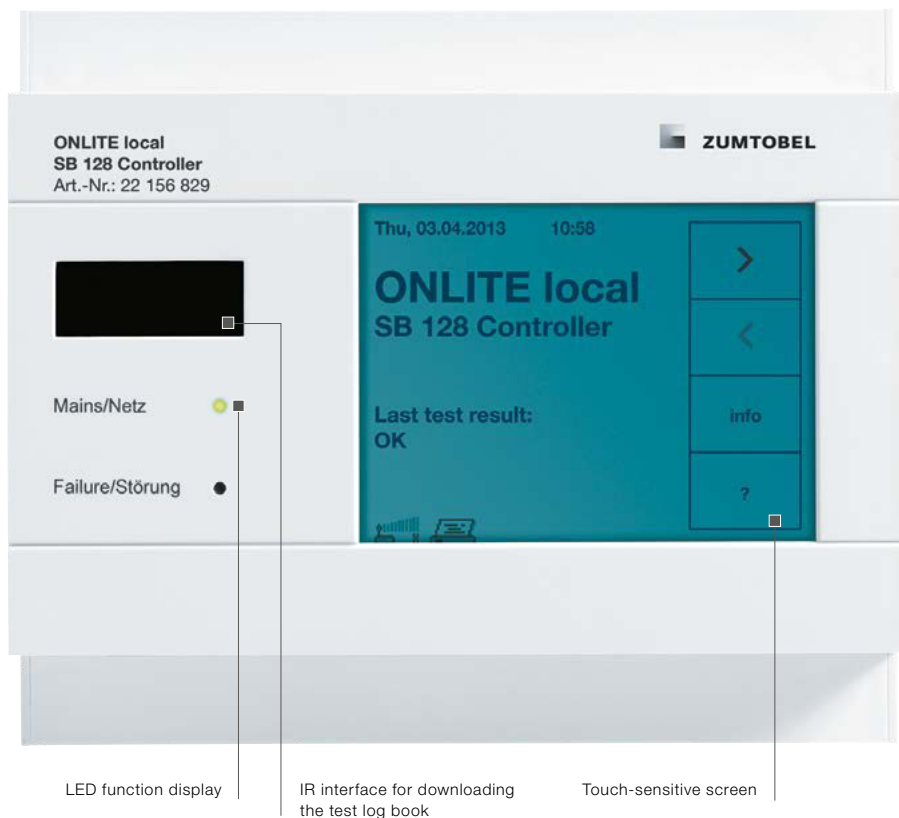 ONLITE local
SB 128 Controller
Art.-Nr.: 22 156 829
ZUMTOBEL
Thu, 03.04.2013 10:58
ONLITE local
SB 128 Controller
Last test result:
OK
>
<
info
?
Mains/Netz
Failure/Störung
LED function display
IR interface for downloading
the test log book
Touch-sensitive screen